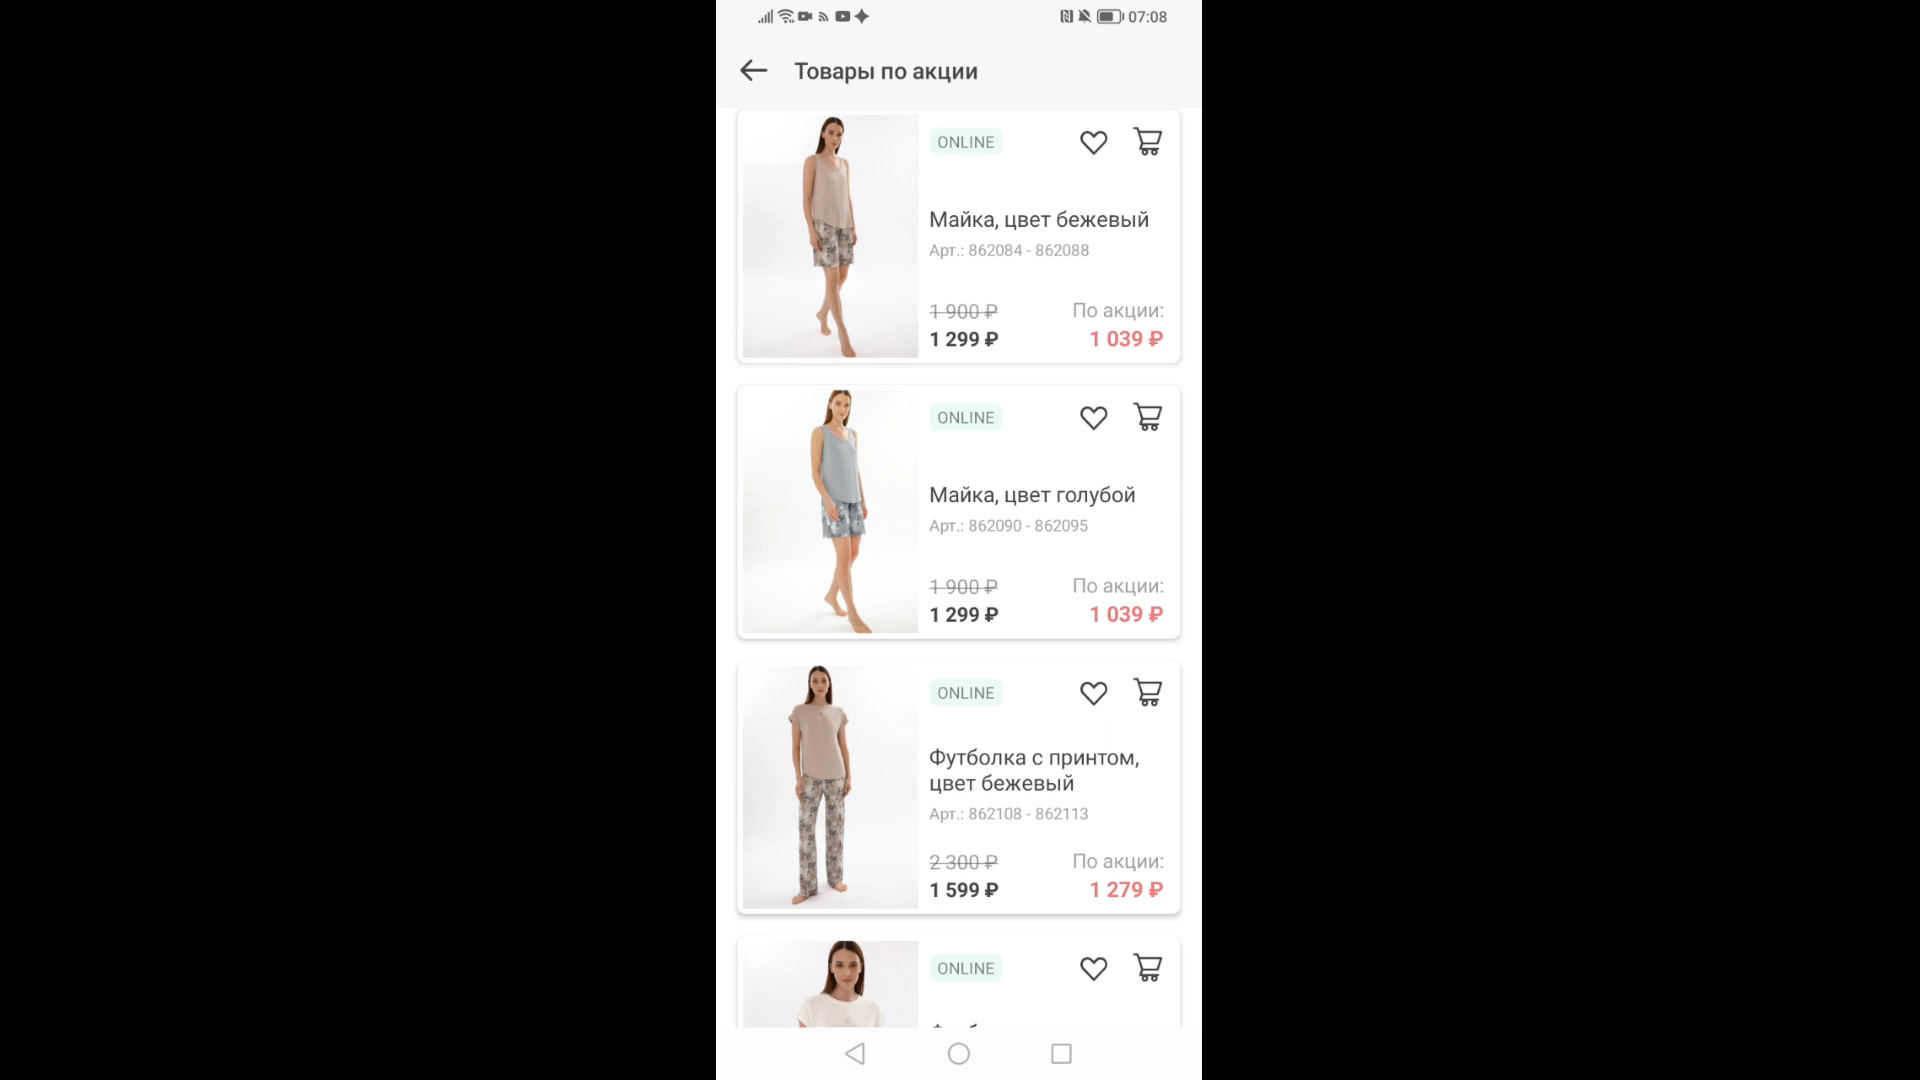 07:08
Товары по акции
ONLINE
Майка, цвет бежевый
Арт.: 862084 - 862088
1 900 ₽
По акции:
1 299 ₽
1 039 ₽
ONLINE
Майка, цвет голубой
Арт.: 862090 - 862095
1 900 ₽
По акции:
1 299 ₽
1 039 ₽
ONLINE
Футболка с принтом,
цвет бежевый
Арт.: 862108 - 862113
2 300 ₽
По акции:
1 599 ₽
1 279 ₽
ONLINE